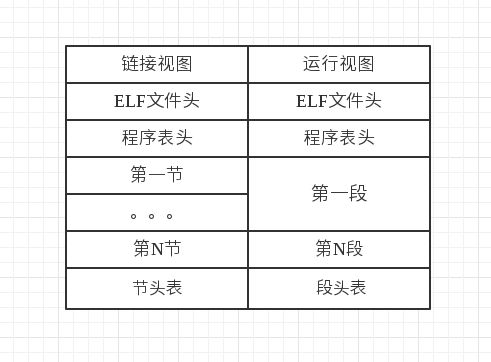 链接视图 运行视图
ELF文件头 ELF文件头
程序表头 程序表头
第一节
第一段
。。。
第N节 第N段
节头表 段头表